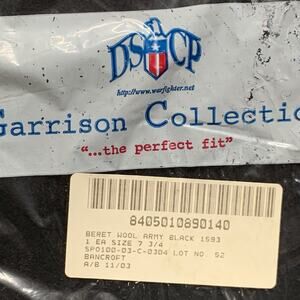 DSCP
http://www.warfighter.net
Garrison Collection
"...the perfect fit"
8405010890140
BERET WOOL ARMY BLACK 1593
1 EA SIZE 7 3/4
SPO100-03-C-0304 LOT NO. 52
BANCROFT
A/B 11/03